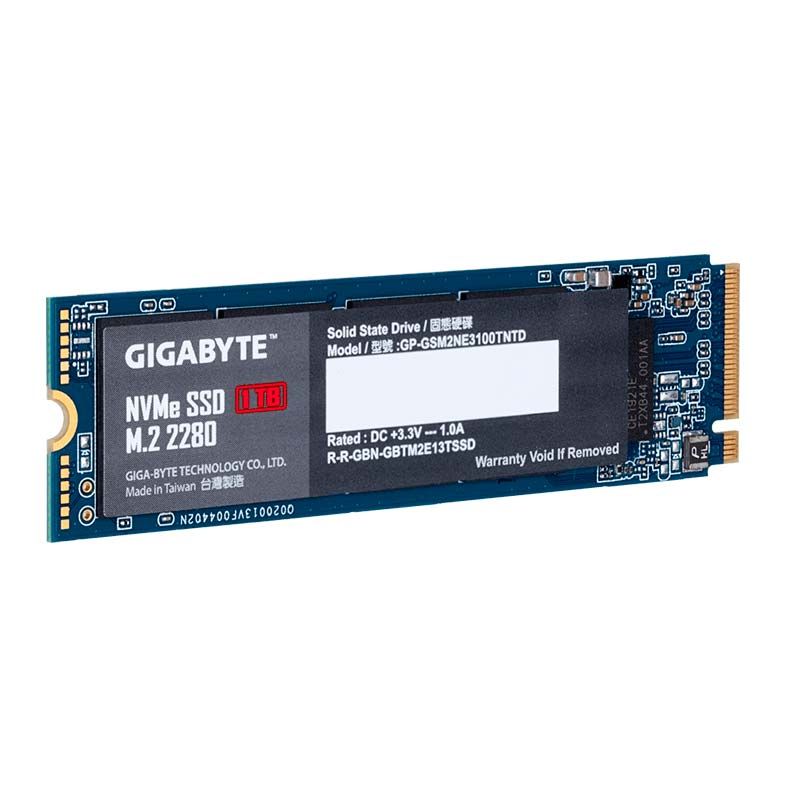 GIGABYTE™
NVMe SSD 1TB
M.2 2280
GIGA-BYTE TECHNOLOGY CO., LTD.
Made in Taiwan 台灣製造
Solid State Drive / 固態硬碟
Model / 型號 :GP-GSM2NE3100TNTD
Rated : DC +3.3V --- 1.0A
R-R-GBN-GBTM2E13TSSD
Warranty Void If Removed
Q020013VF004402N